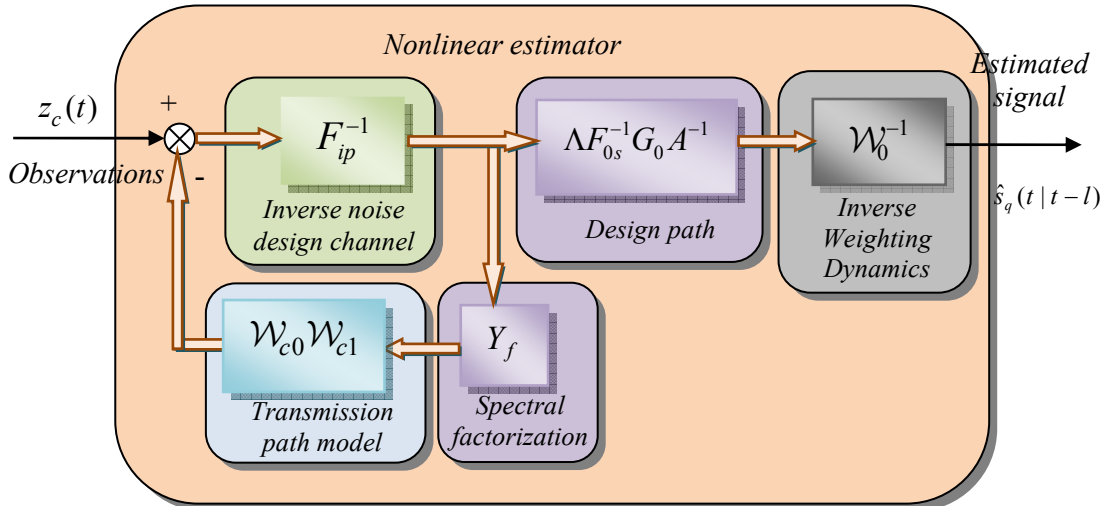 Nonlinear estimator
Estimated
signal
z_c(t)
+
-
Observations
F_{ip}^{-1}
Inverse noise
design channel
ΛF_{0s}^{-1}G_0A^{-1}
Design path
𝒲_0^{-1}
Inverse
Weighting
Dynamics
ŝ_q(t | t − l)
𝒲_{c0}𝒲_{c1}
Transmission
path model
Y_f
Spectral
factorization